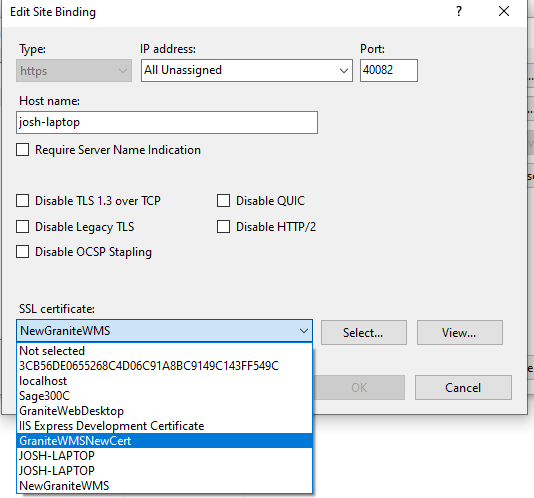 Edit Site Binding
? ×
Type: IP address: Port:
https All Unassigned 40082
Host name:
josh-laptop
Require Server Name Indication
Disable TLS 1.3 over TCP Disable QUIC
Disable Legacy TLS Disable HTTP/2
Disable OCSP Stapling
SSL certificate:
NewGraniteWMS Select... View...
Not selected
3CB56DE0655268C4D06C91A8BC9149C143FF549C
localhost
Sage300C
GraniteWebDesktop
IIS Express Development Certificate
GraniteWMSNewCert
JOSH-LAPTOP
JOSH-LAPTOP
NewGraniteWMS
OK Cancel